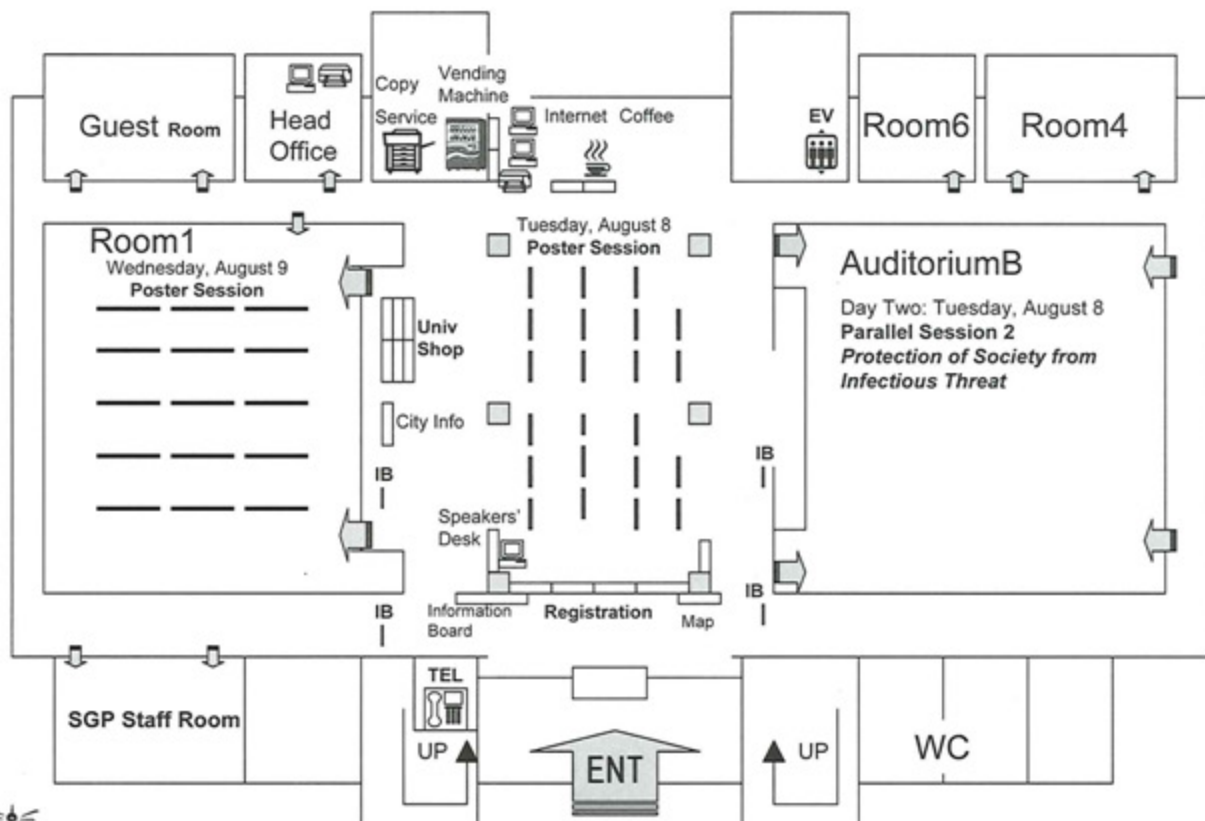 Guest Room
Head
Office
Copy
Service
Vending
Machine
Internet Coffee
EV
Room6
Room4
Room1
Wednesday, August 9
Poster Session
Tuesday, August 8
Poster Session
AuditoriumB
Day Two: Tuesday, August 8
Parallel Session 2
Protection of Society from
Infectious Threat
Univ
Shop
City Info
IB
IB
Speakers'
Desk
IB
IB
Information
Board
Registration
Map
TEL
SGP Staff Room
UP
ENT
UP
WC